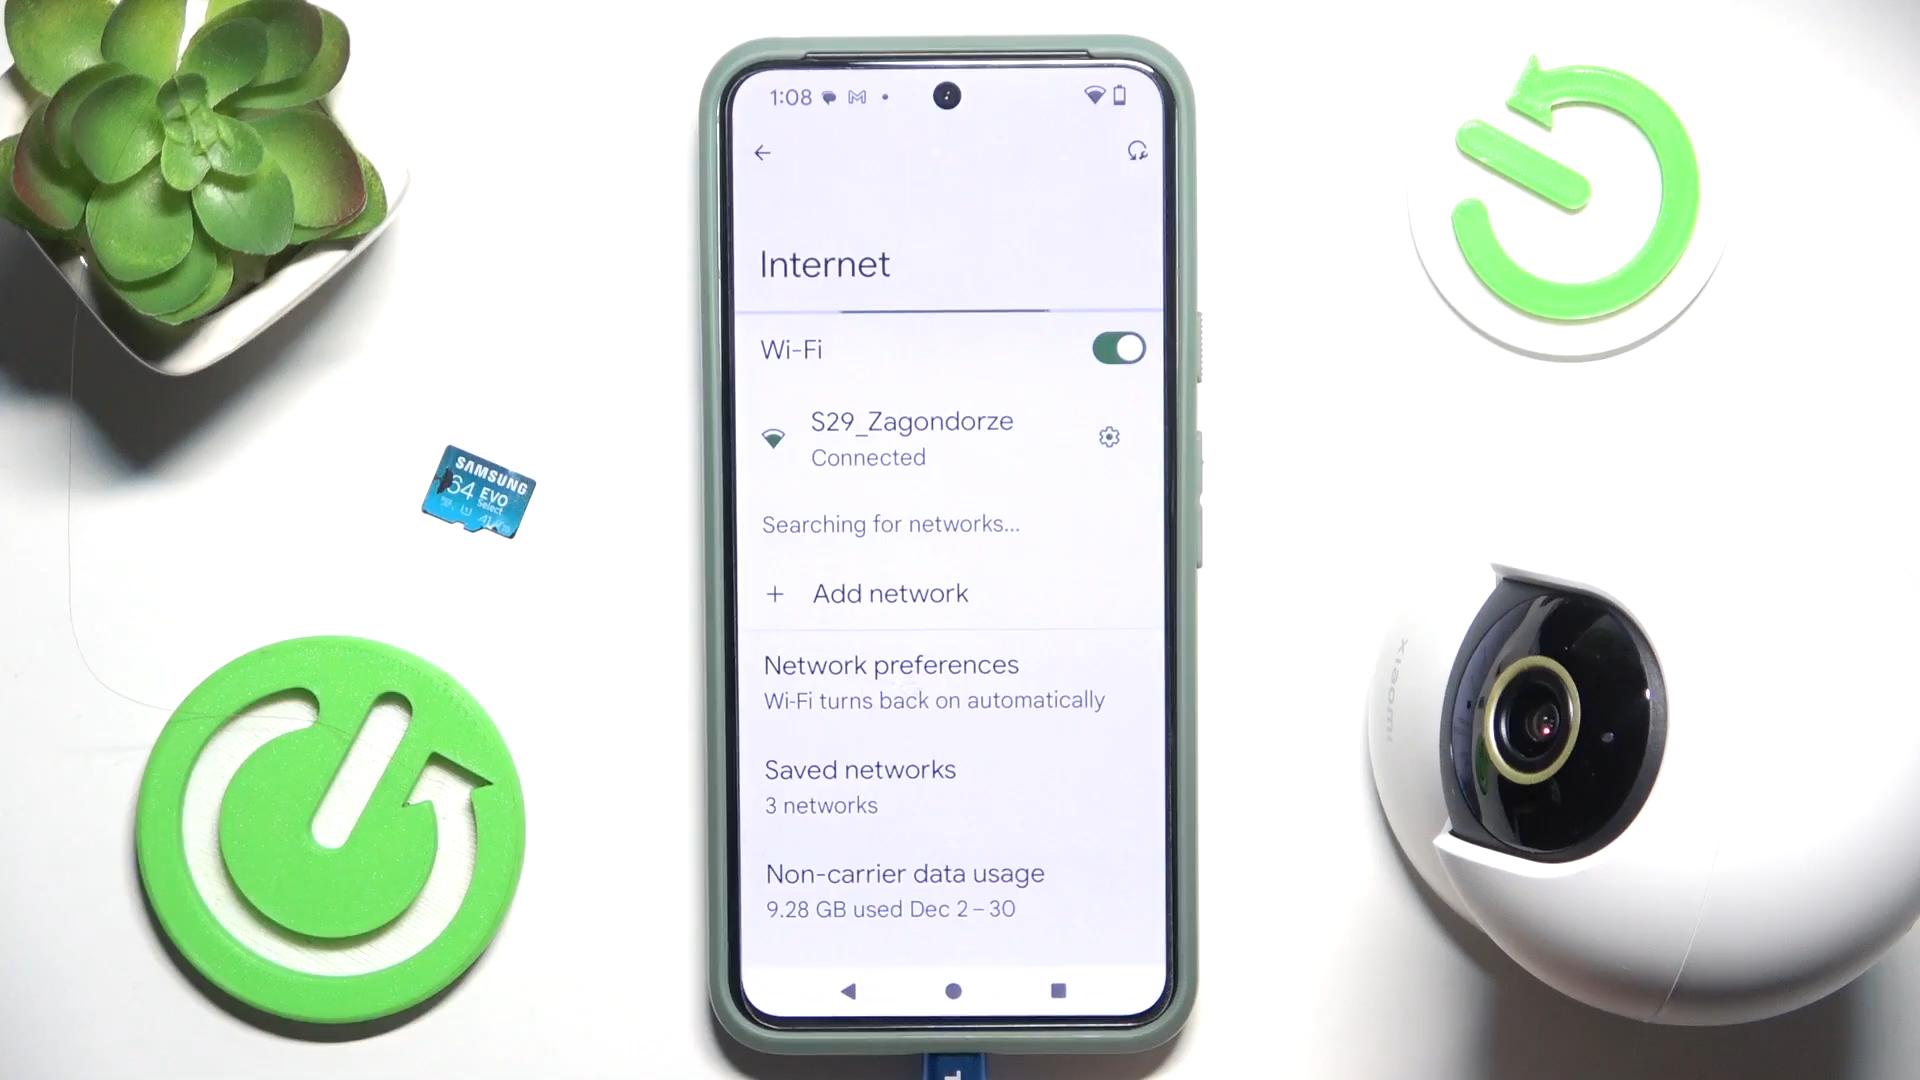 1:08
Internet
Wi-Fi
S29_Zagondorze
Connected
Searching for networks...
+ Add network
Network preferences
Wi-Fi turns back on automatically
Saved networks
3 networks
Non-carrier data usage
9.28 GB used Dec 2 – 30
SAMSUNG
64 EVO
Select
xiaomi
T